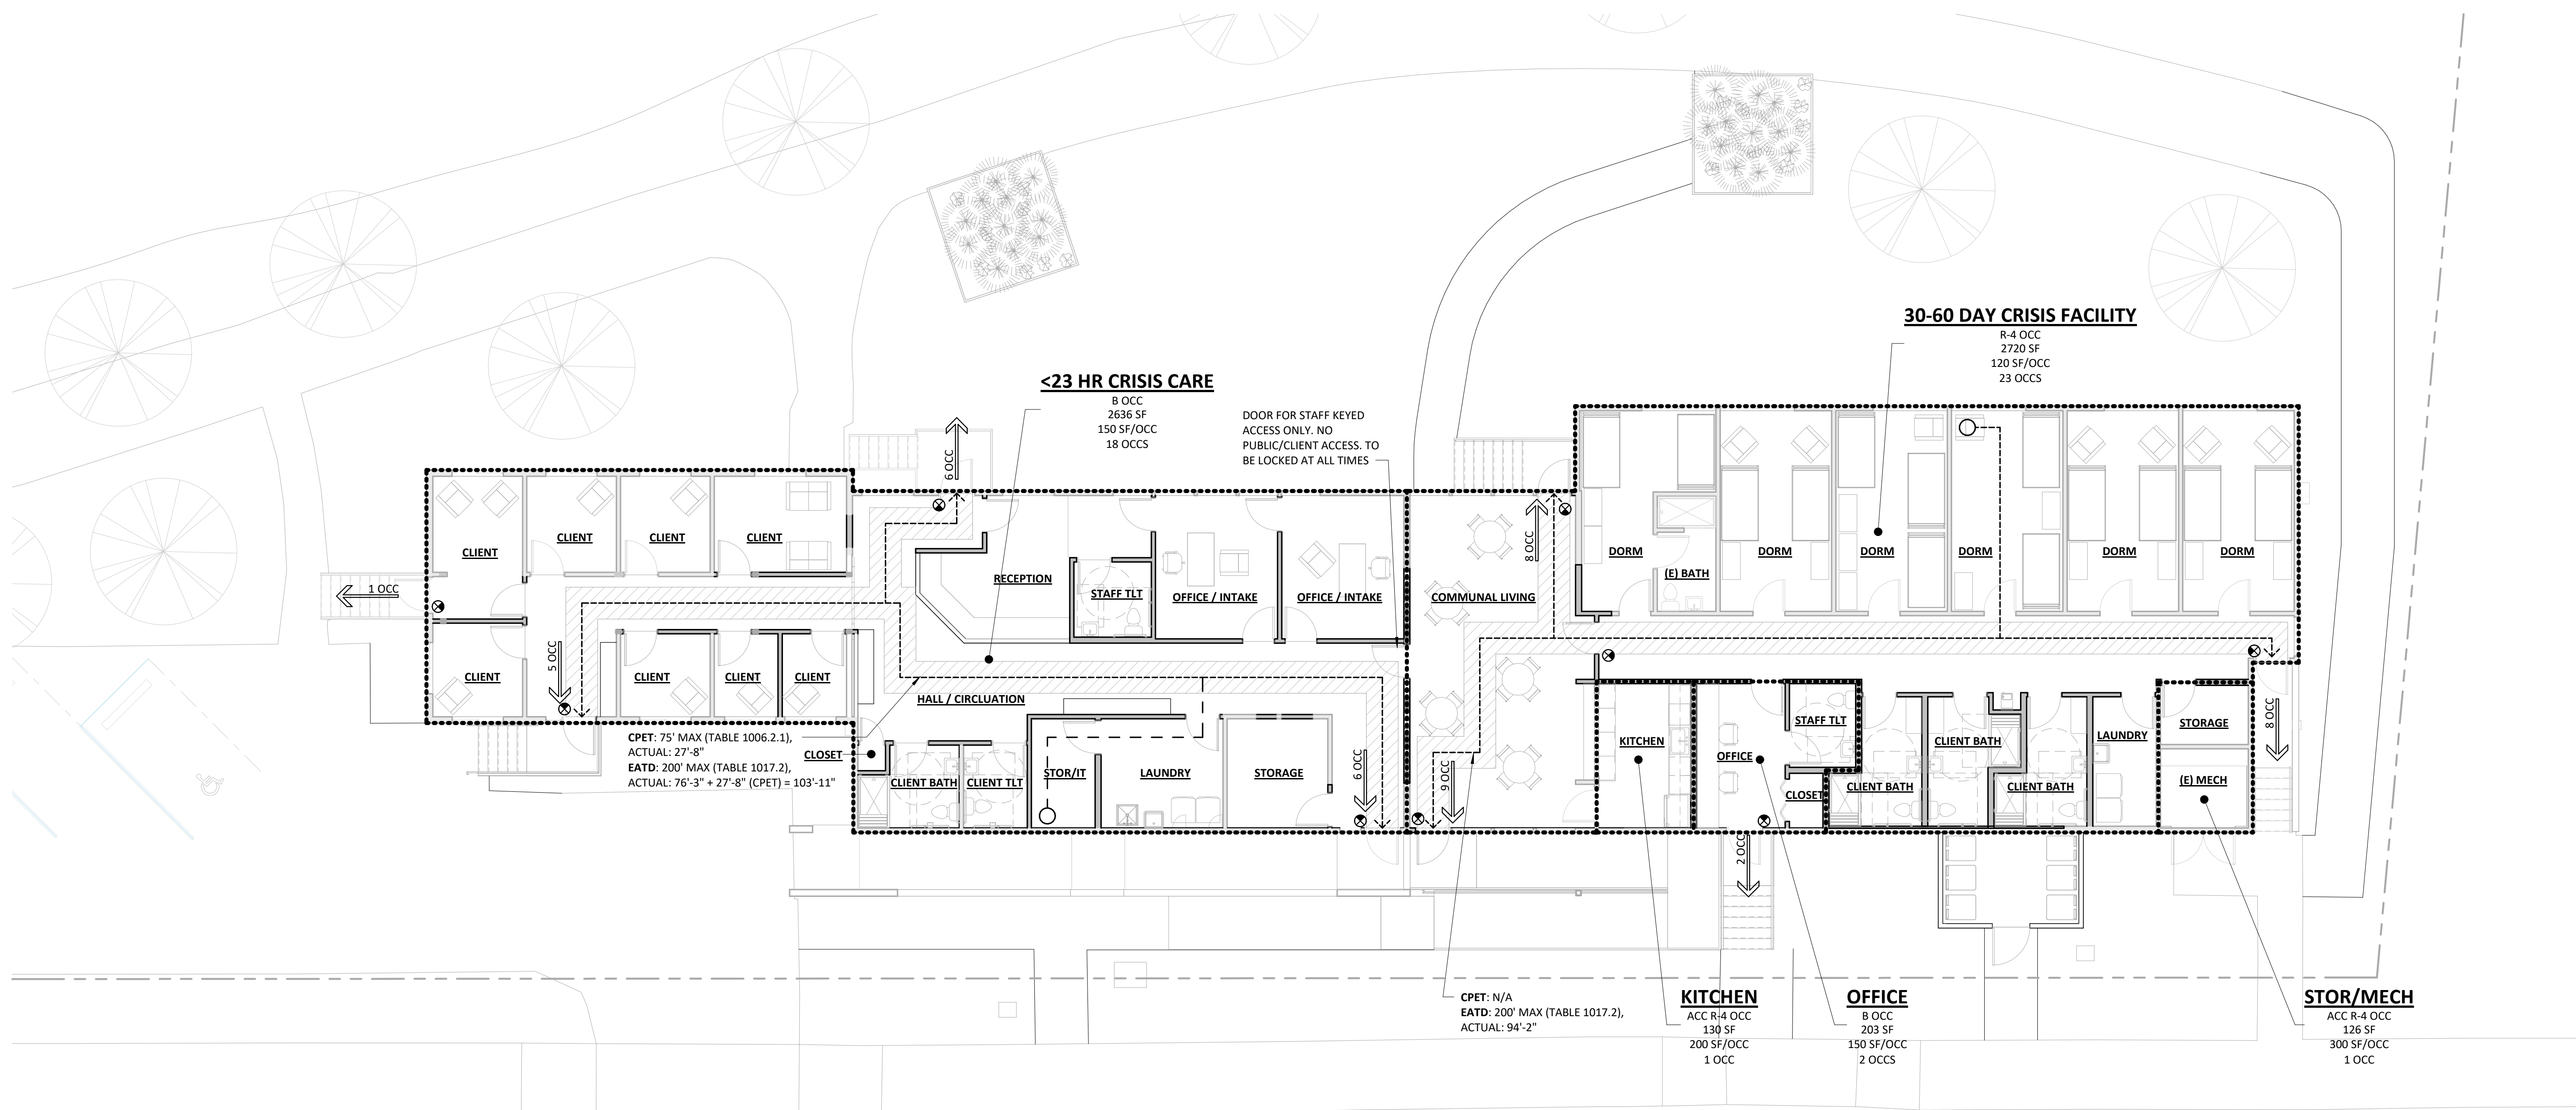 30-60 DAY CRISIS FACILITY
R-4 OCC
2720 SF
120 SF/OCC
23 OCCS
<23 HR CRISIS CARE
B OCC
2636 SF
150 SF/OCC
18 OCCS
DOOR FOR STAFF KEYED
ACCESS ONLY. NO
PUBLIC/CLIENT ACCESS. TO
BE LOCKED AT ALL TIMES
6 OCC
8 OCC
CLIENT
CLIENT
CLIENT
CLIENT
CLIENT
1 OCC
RECEPTION
STAFF TLT
OFFICE / INTAKE
OFFICE / INTAKE
COMMUNAL LIVING
DORM
(E) BATH
DORM
DORM
DORM
DORM
DORM
5 OCC
CLIENT
CLIENT
CLIENT
CLIENT
HALL / CIRCLUATION
CPET: 75' MAX (TABLE 1006.2.1),
ACTUAL: 27'-8"
EATD: 200' MAX (TABLE 1017.2),
ACTUAL: 76'-3" + 27'-8" (CPET) = 103'-11"
CLOSET
CLIENT BATH
CLIENT TLT
STOR/IT
LAUNDRY
STORAGE
6 OCC
9 OCC
KITCHEN
OFFICE
STAFF TLT
CLOSET
CLIENT BATH
CLIENT BATH
CLIENT BATH
LAUNDRY
STORAGE
(E) MECH
8 OCC
2 OCC
CPET: N/A
EATD: 200' MAX (TABLE 1017.2),
ACTUAL: 94'-2"
KITCHEN
ACC R-4 OCC
130 SF
200 SF/OCC
1 OCC
OFFICE
B OCC
203 SF
150 SF/OCC
2 OCCS
STOR/MECH
ACC R-4 OCC
126 SF
300 SF/OCC
1 OCC